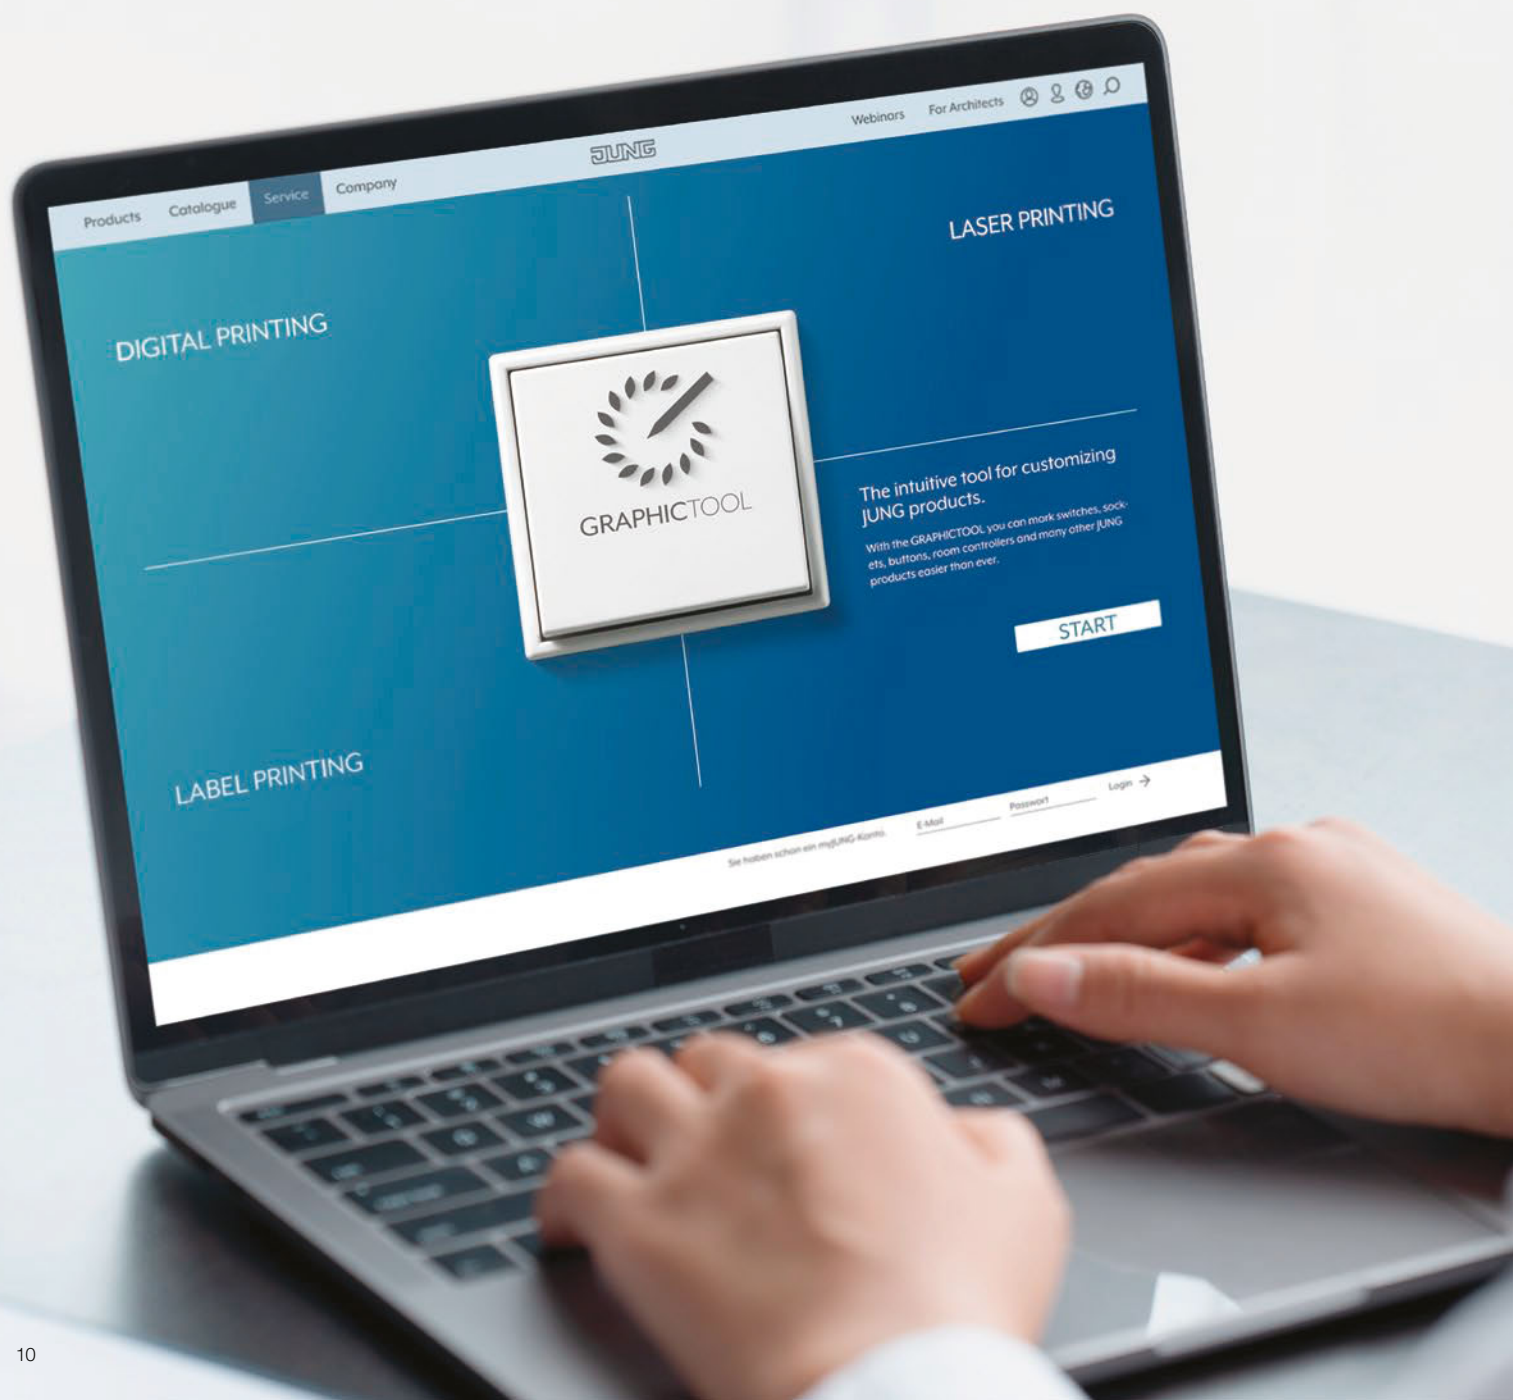 Products
Catalogue
Service
Company
JUNG
Webinars
For Architects
DIGITAL PRINTING
LASER PRINTING
GRAPHICTOOL
The intuitive tool for customizing
JUNG products.
With the GRAPHICTOOL you can mark switches, sock-
ets, buttons, room controllers and many other JUNG
products easier than ever.
START
LABEL PRINTING
Sie haben schon ein myJUNG-Konto.
E-Mail
Passwort
Login
10